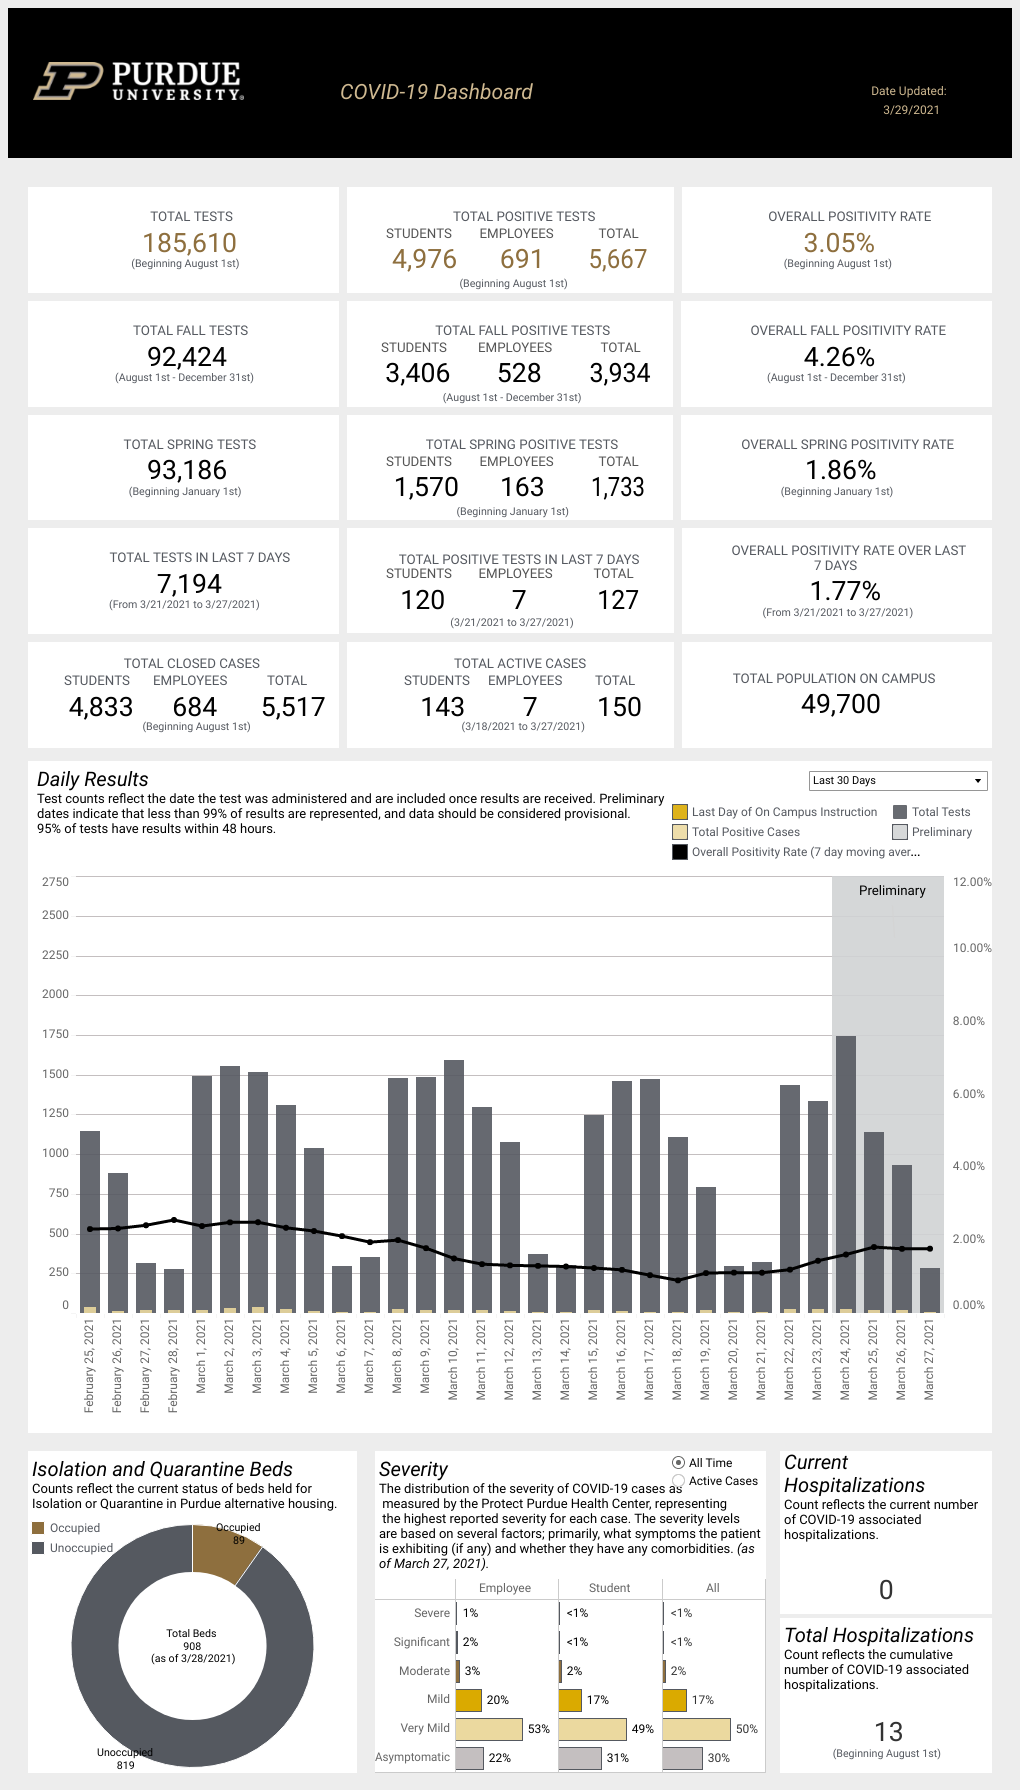 PURDUE
UNIVERSITY®
COVID-19 Dashboard
Date Updated:
3/29/2021
TOTAL TESTS
185,610
(Beginning August 1st)
TOTAL POSITIVE TESTS
STUDENTS EMPLOYEES TOTAL
4,976 691 5,667
(Beginning August 1st)
OVERALL POSITIVITY RATE
3.05%
(Beginning August 1st)
TOTAL FALL TESTS
92,424
(August 1st - December 31st)
TOTAL FALL POSITIVE TESTS
STUDENTS EMPLOYEES TOTAL
3,406 528 3,934
(August 1st - December 31st)
OVERALL FALL POSITIVITY RATE
4.26%
(August 1st - December 31st)
TOTAL SPRING TESTS
93,186
(Beginning January 1st)
TOTAL SPRING POSITIVE TESTS
STUDENTS EMPLOYEES TOTAL
1,570 163 1,733
(Beginning January 1st)
OVERALL SPRING POSITIVITY RATE
1.86%
(Beginning January 1st)
TOTAL TESTS IN LAST 7 DAYS
7,194
(From 3/21/2021 to 3/27/2021)
TOTAL POSITIVE TESTS IN LAST 7 DAYS
STUDENTS EMPLOYEES TOTAL
120 7 127
(3/21/2021 to 3/27/2021)
OVERALL POSITIVITY RATE OVER LAST
7 DAYS
1.77%
(From 3/21/2021 to 3/27/2021)
TOTAL CLOSED CASES
STUDENTS EMPLOYEES TOTAL
4,833 684 5,517
(Beginning August 1st)
TOTAL ACTIVE CASES
STUDENTS EMPLOYEES TOTAL
143 7 150
(3/18/2021 to 3/27/2021)
TOTAL POPULATION ON CAMPUS
49,700
Daily Results
Test counts reflect the date the test was administered and are included once results are received. Preliminary
dates indicate that less than 99% of results are represented, and data should be considered provisional.
95% of tests have results within 48 hours.
Last 30 Days
Last Day of On Campus Instruction
Total Tests
Total Positive Cases
Preliminary
Overall Positivity Rate (7 day moving aver...
Preliminary
2750
2500
2250
2000
1750
1500
1250
1000
750
500
250
0
12.00%
10.00%
8.00%
6.00%
4.00%
2.00%
0.00%
February 25, 2021
February 26, 2021
February 27, 2021
February 28, 2021
March 1, 2021
March 2, 2021
March 3, 2021
March 4, 2021
March 5, 2021
March 6, 2021
March 7, 2021
March 8, 2021
March 9, 2021
March 10, 2021
March 11, 2021
March 12, 2021
March 13, 2021
March 14, 2021
March 15, 2021
March 16, 2021
March 17, 2021
March 18, 2021
March 19, 2021
March 20, 2021
March 21, 2021
March 22, 2021
March 23, 2021
March 24, 2021
March 25, 2021
March 26, 2021
March 27, 2021
Isolation and Quarantine Beds
Counts reflect the current status of beds held for
Isolation or Quarantine in Purdue alternative housing.
Occupied
Unoccupied
Occupied
89
Total Beds
908
(as of 3/28/2021)
Unoccupied
819
Severity
All Time
Active Cases
The distribution of the severity of COVID-19 cases as
measured by the Protect Purdue Health Center, representing
the highest reported severity for each case. The severity levels
are based on several factors; primarily, what symptoms the patient
is exhibiting (if any) and whether they have any comorbidities. (as
of March 27, 2021).
Employee Student All
Severe 1% <1% <1%
Significant 2% <1% <1%
Moderate 3% 2% 2%
Mild 20% 17% 17%
Very Mild 53% 49% 50%
Asymptomatic 22% 31% 30%
Current
Hospitalizations
Count reflects the current number
of COVID-19 associated
hospitalizations.
0
Total Hospitalizations
Count reflects the cumulative
number of COVID-19 associated
hospitalizations.
13
(Beginning August 1st)